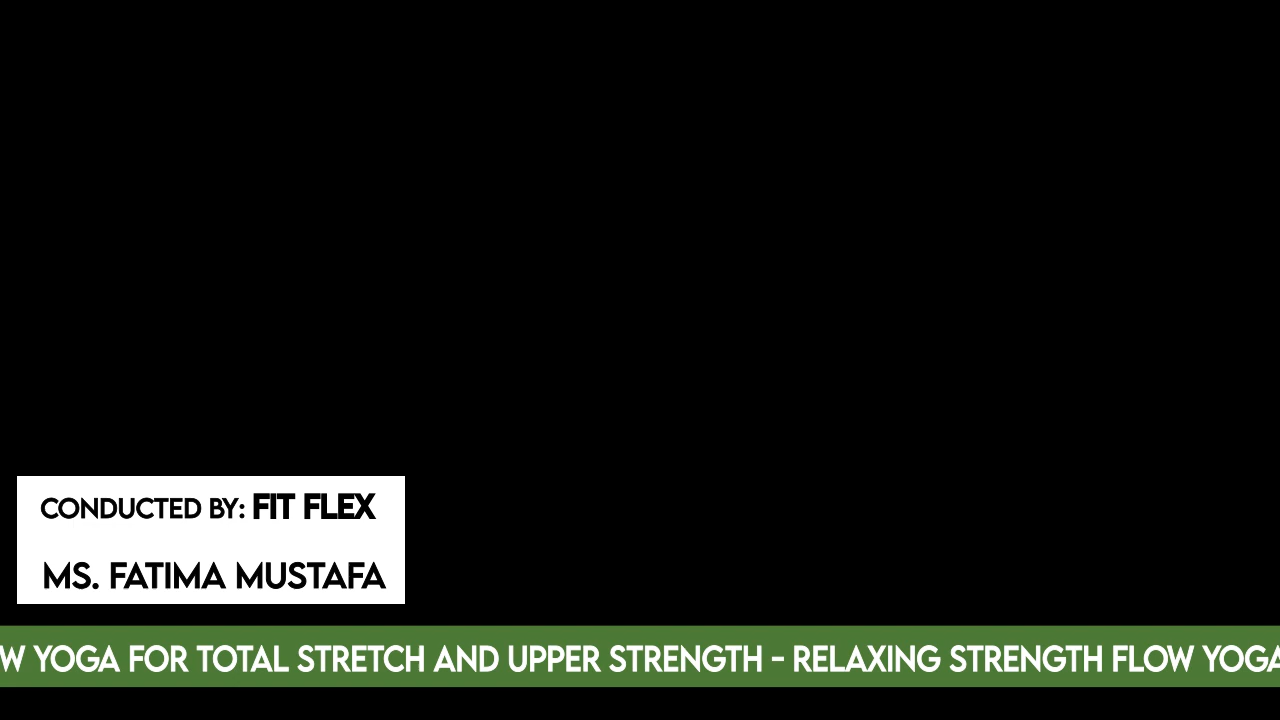 CONDUCTED BY: FIT FLEX
MS. FATIMA MUSTAFA
W YOGA FOR TOTAL STRETCH AND UPPER STRENGTH - RELAXING STRENGTH FLOW YOGA